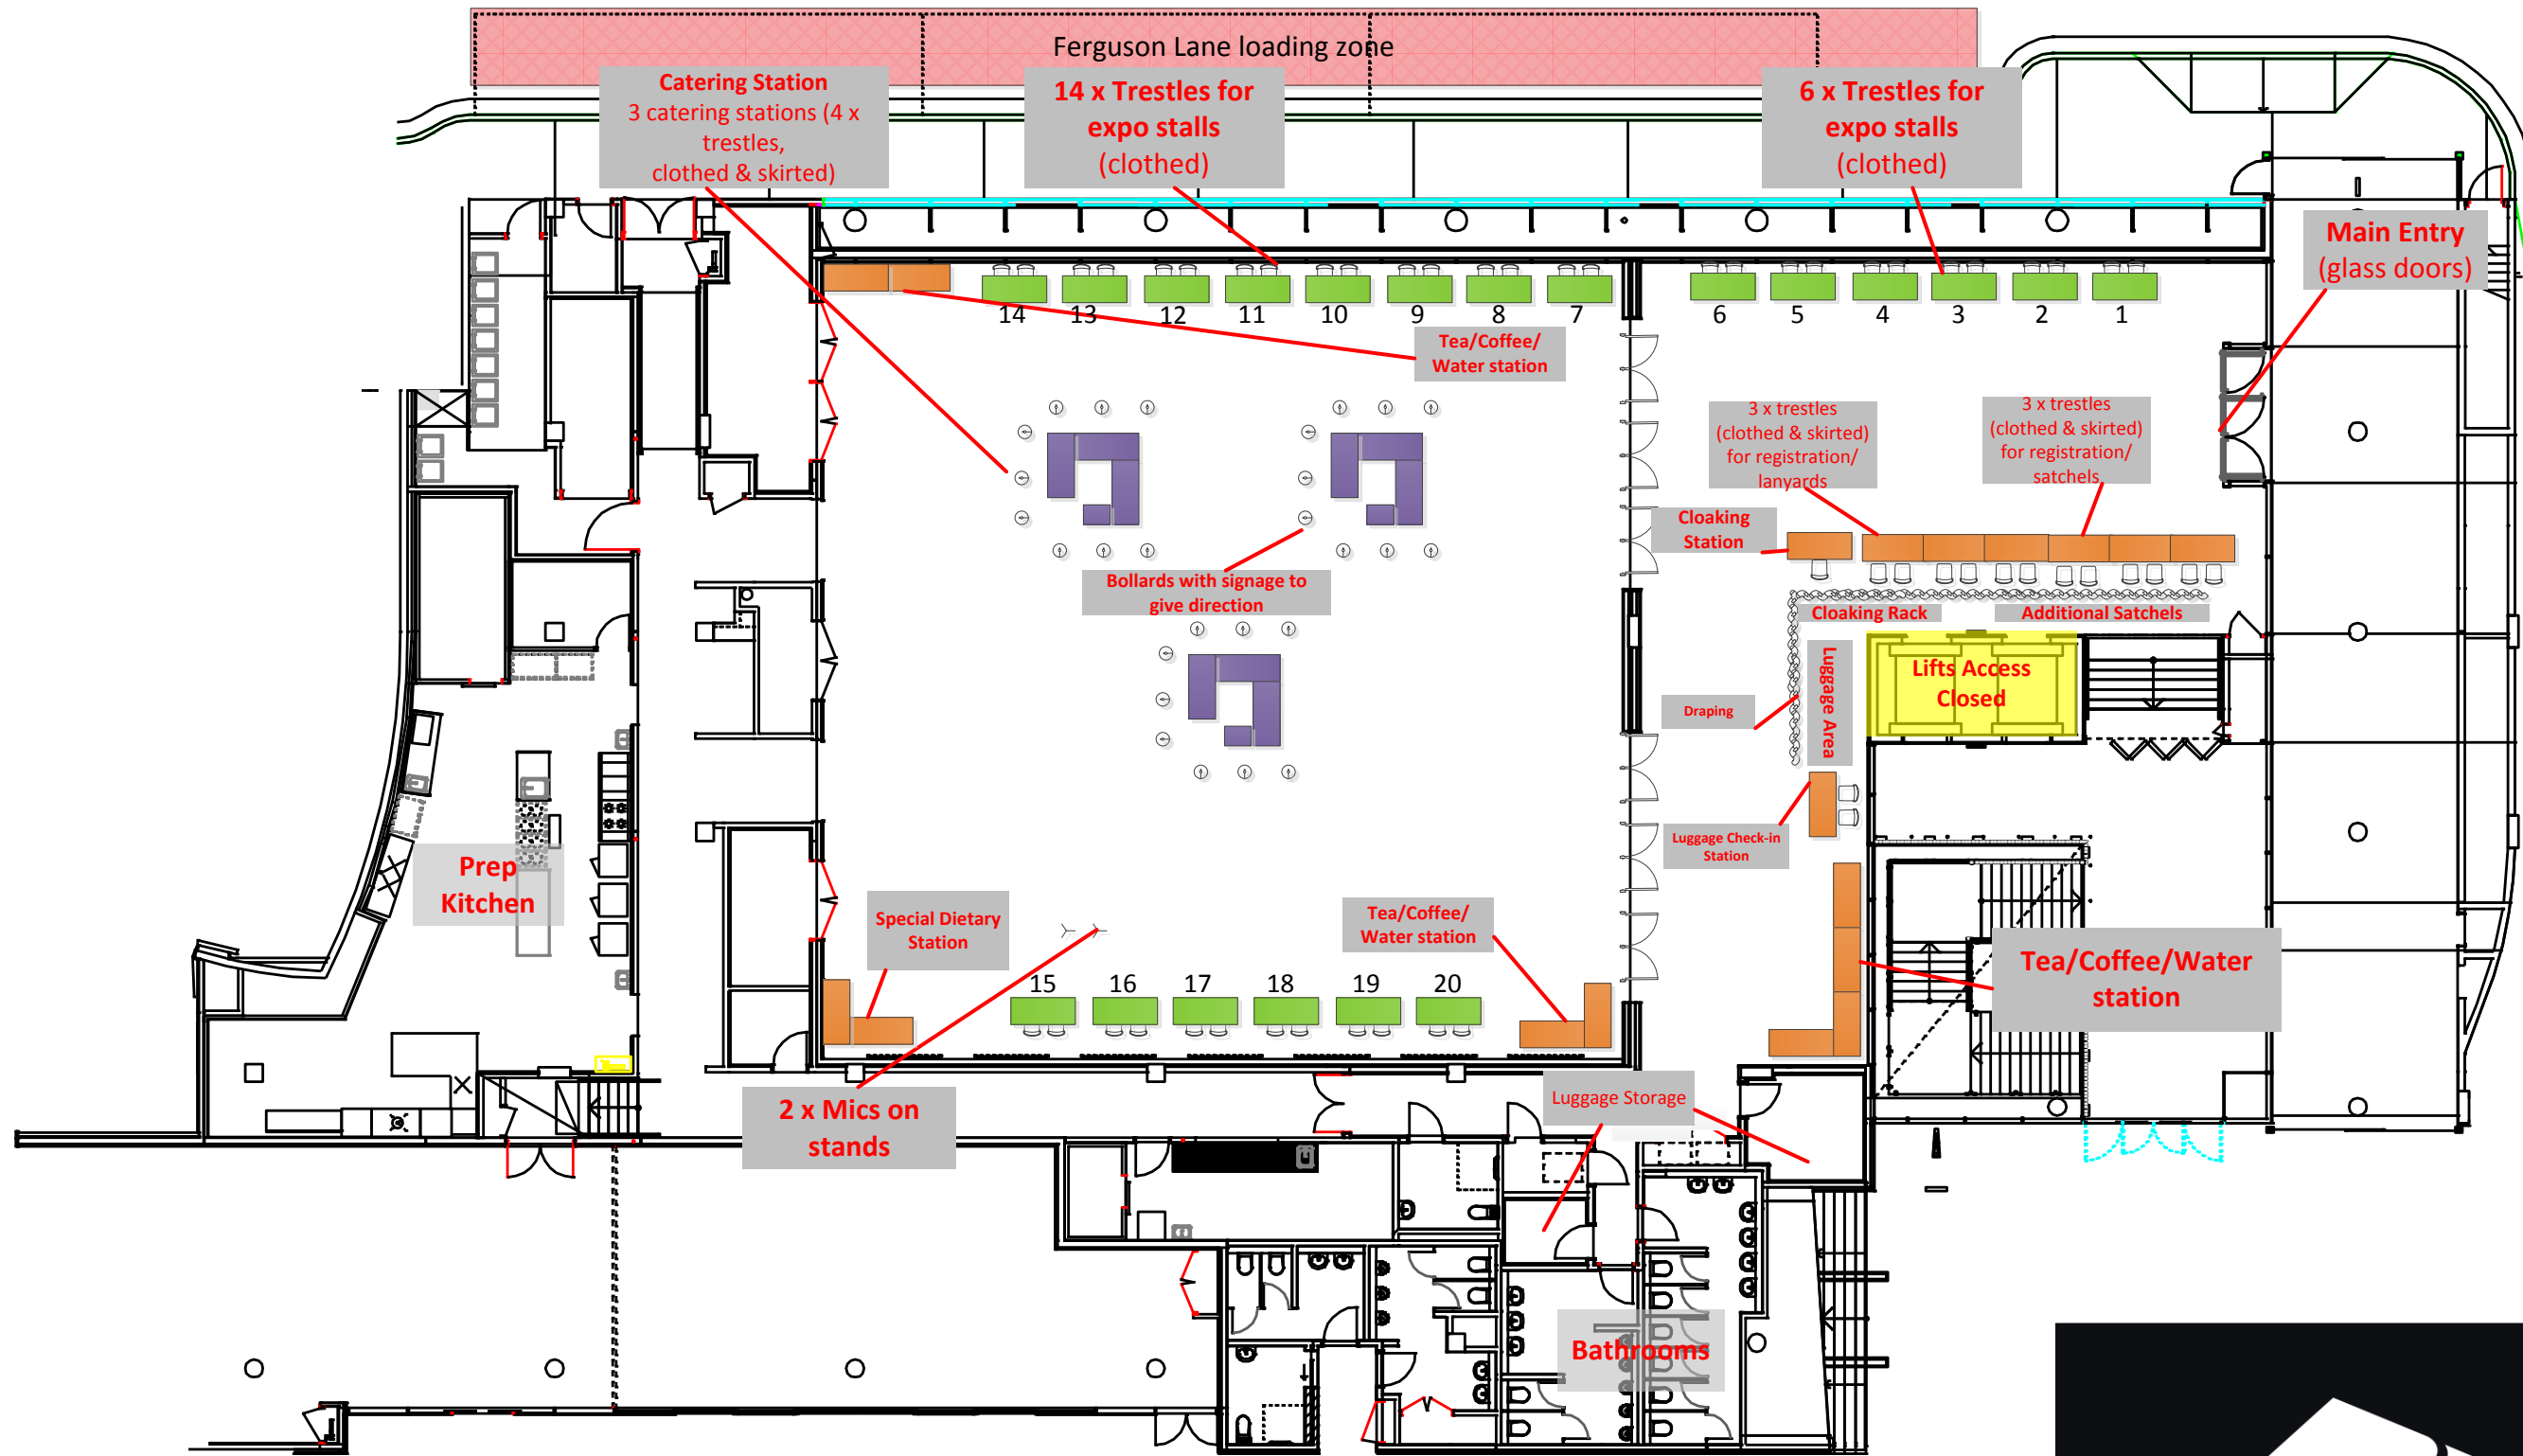 Ferguson Lane loading zone
Catering Station
3 catering stations (4 x
trestles,
clothed & skirted)
14 x Trestles for
expo stalls
(clothed)
6 x Trestles for
expo stalls
(clothed)
Main Entry
(glass doors)
14
13
12
11
10
9
8
7
6
5
4
3
2
1
Tea/Coffee/
Water station
3 x trestles
(clothed & skirted)
for registration/
lanyards
3 x trestles
(clothed & skirted)
for registration/
satchels
Cloaking
Station
Bollards with signage to
give direction
Cloaking Rack
Additional Satchels
Luggage Area
Lifts Access
Closed
Draping
Luggage Check-in
Station
Prep
Kitchen
Special Dietary
Station
Tea/Coffee/
Water station
Tea/Coffee/Water
station
15
16
17
18
19
20
2 x Mics on
stands
Luggage Storage
Bathrooms